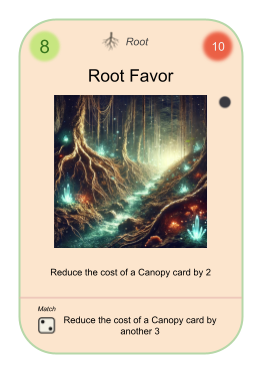 8
Root
10
Root Favor
Reduce the cost of a Canopy card by 2
Match
Reduce the cost of a Canopy card by
another 3